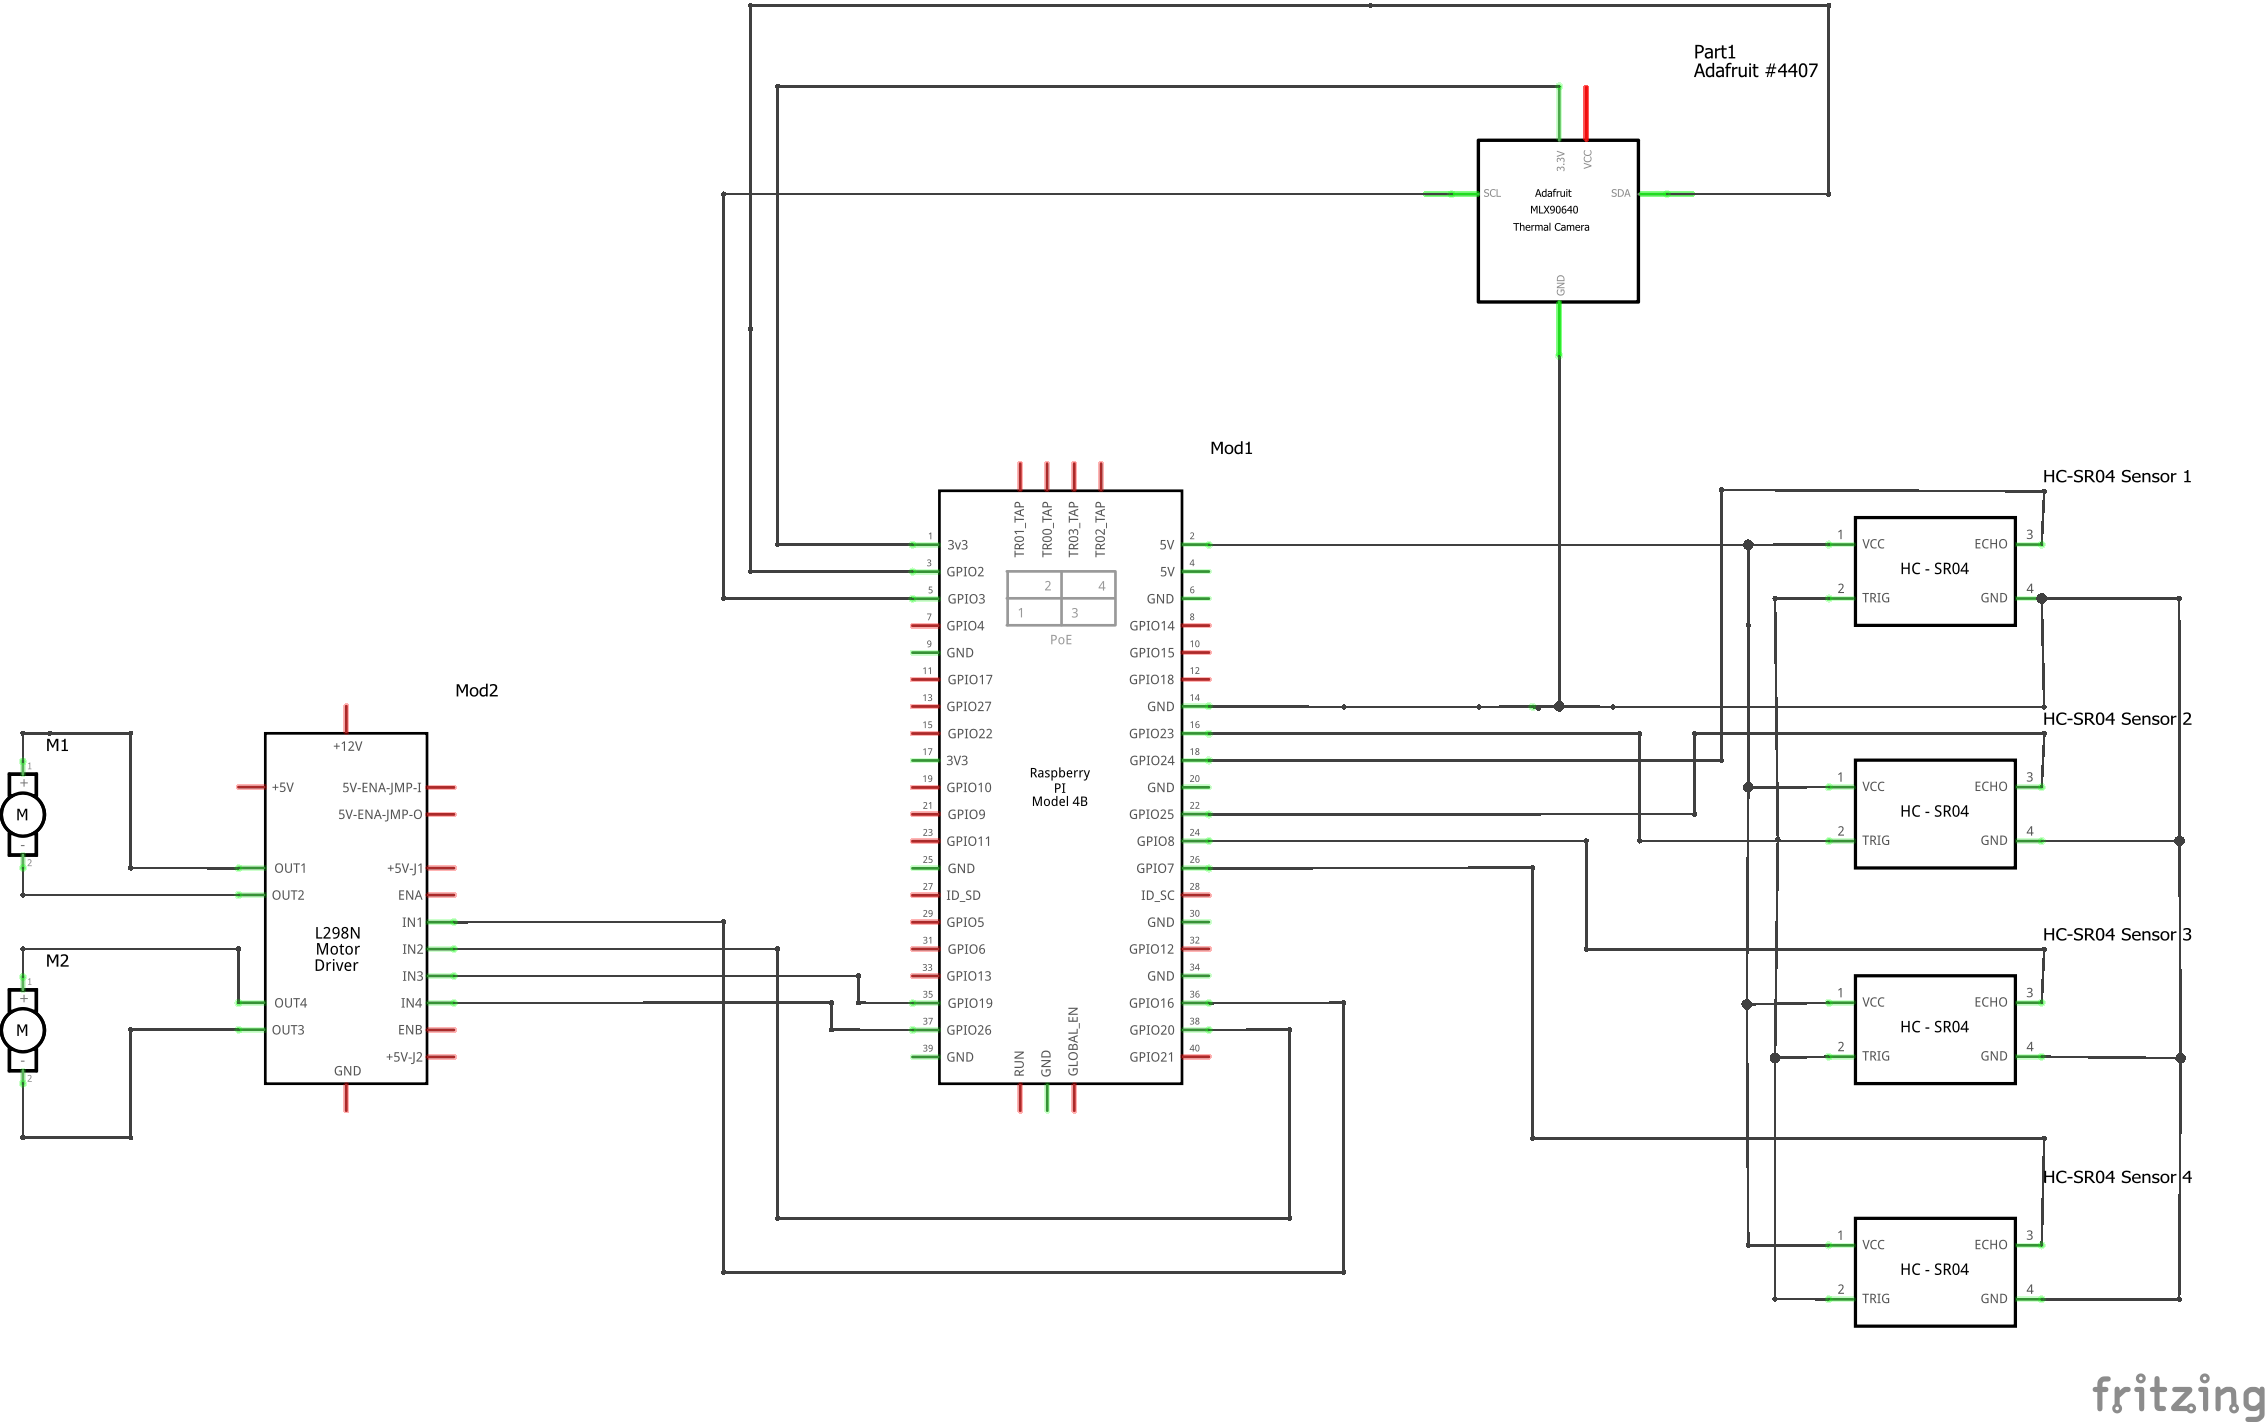 Part1
Adafruit #4407
3.3V
VCC
SCL
Adafruit
SDA
MLX90640
Thermal Camera
GND
Mod1
TR01_TAP
TR00_TAP
TR03_TAP
TR02_TAP
1 3v3
3 GPIO2
5 GPIO3
7 GPIO4
9 GND
11 GPIO17
13 GPIO27
15 GPIO22
17 3V3
19 GPIO10
21 GPIO9
23 GPIO11
25 GND
27 ID_SD
29 GPIO5
31 GPIO6
33 GPIO13
35 GPIO19
37 GPIO26
39 GND
2 4
1 3
PoE
Raspberry
PI
Model 4B
5V 2
5V 4
GND 6
GPIO14 8
GPIO15 10
GPIO18 12
GND 14
GPIO23 16
GPIO24 18
GND 20
GPIO25 22
GPIO8 24
GPIO7 26
ID_SC 28
GND 30
GPIO12 32
GND 34
GPIO16 36
GPIO20 38
GPIO21 40
RUN
GND
GLOBAL_EN
Mod2
+12V
+5V
5V-ENA-JMP-I
5V-ENA-JMP-O
OUT1
OUT2
OUT4
OUT3
+5V-J1
ENA
IN1
IN2
IN3
IN4
ENB
+5V-J2
L298N
Motor
Driver
GND
M1
1
+
M
-
2
M2
1
+
M
-
2
HC-SR04 Sensor 1
1 VCC ECHO 3
HC - SR04
2 TRIG GND 4
HC-SR04 Sensor 2
1 VCC ECHO 3
HC - SR04
2 TRIG GND 4
HC-SR04 Sensor 3
1 VCC ECHO 3
HC - SR04
2 TRIG GND 4
HC-SR04 Sensor 4
1 VCC ECHO 3
HC - SR04
2 TRIG GND 4
fritzing